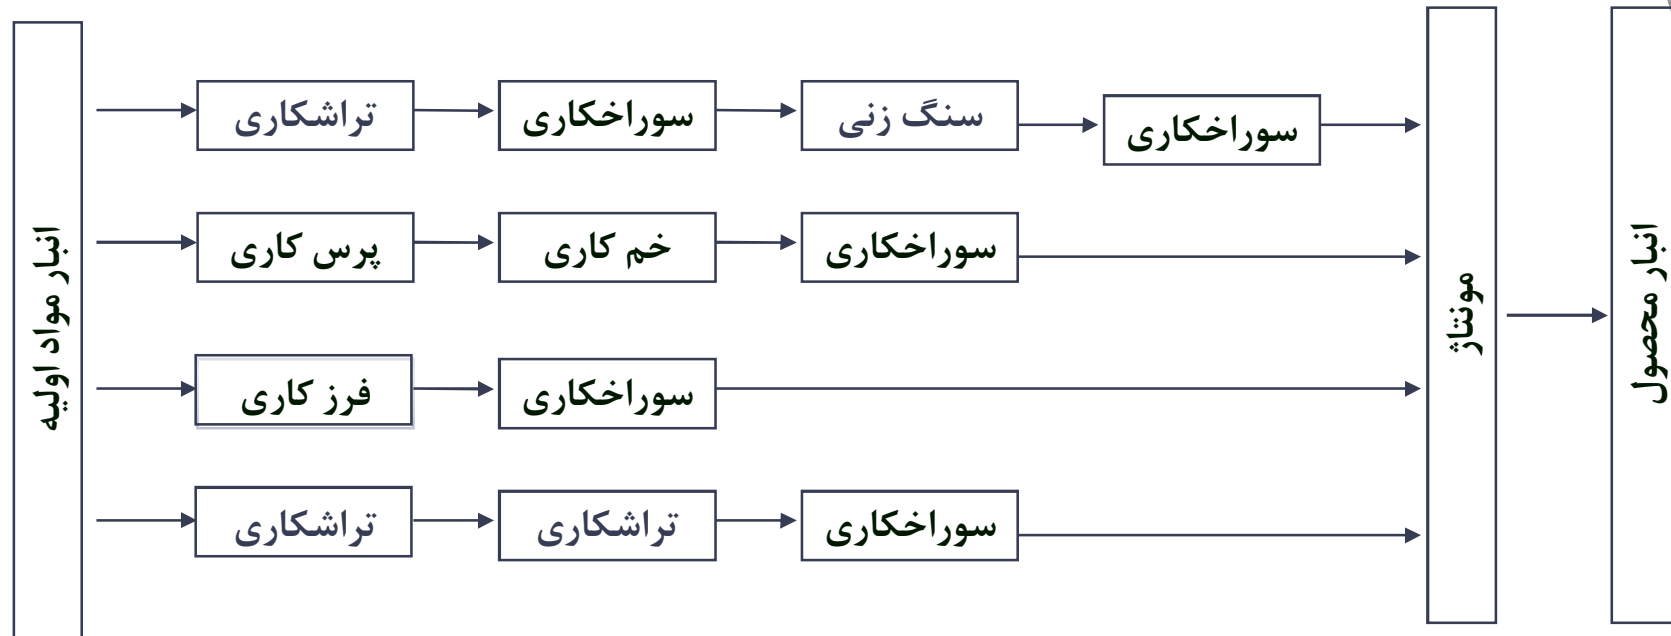 انبار مواد اولیه
تراشکاری
سوراخکاری
سنگ زنی
سوراخکاری
پرس کاری
خم کاری
سوراخکاری
فرز کاری
سوراخکاری
تراشکاری
تراشکاری
سوراخکاری
مونتاژ
انبار محصول